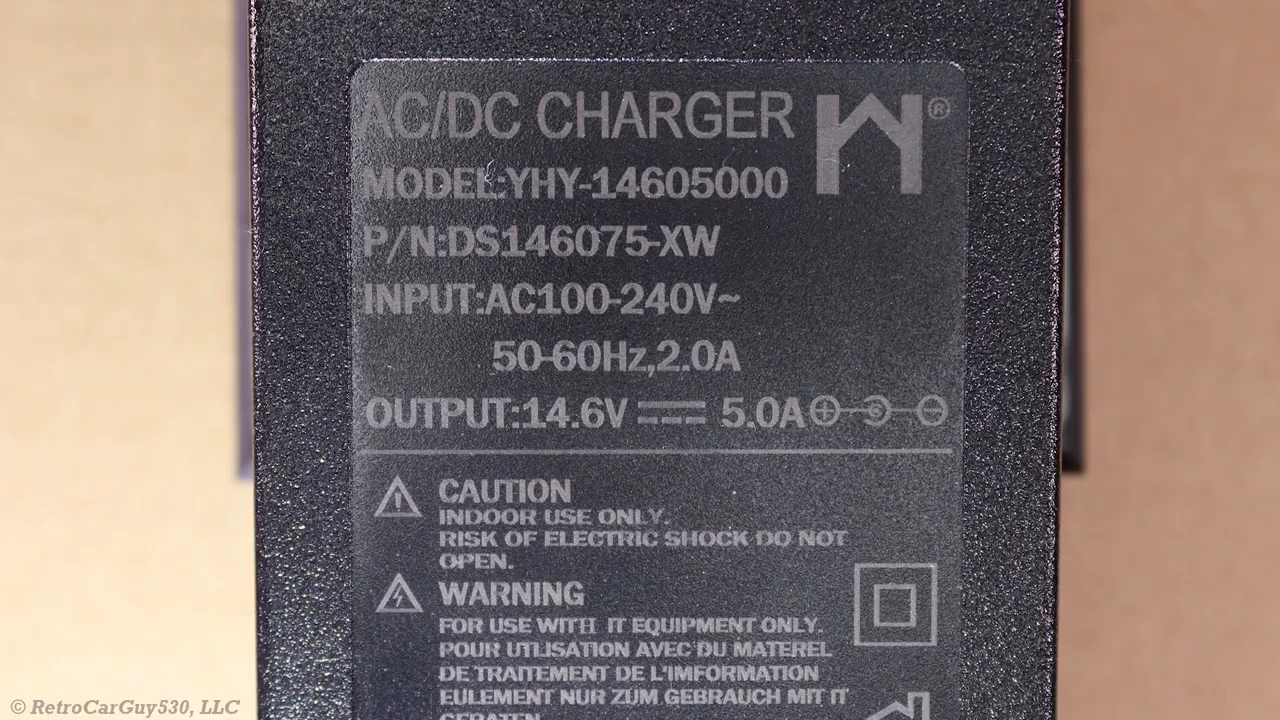 AC/DC CHARGER
®
MODEL:YHY-14605000
P/N:DS146075-XW
INPUT:AC100-240V~
50-60Hz,2.0A
OUTPUT:14.6V ⎓ 5.0A
CAUTION
INDOOR USE ONLY.
RISK OF ELECTRIC SHOCK DO NOT
OPEN.
WARNING
FOR USE WITH IT EQUIPMENT ONLY.
POUR UTLISATION AVEC DU MATEREL
DE TRAITEMENT DE L'IMFORMATION
EULEMENT NUR ZUM GEBRAUCH MIT IT
GERATEN
© RetroCarGuy530, LLC